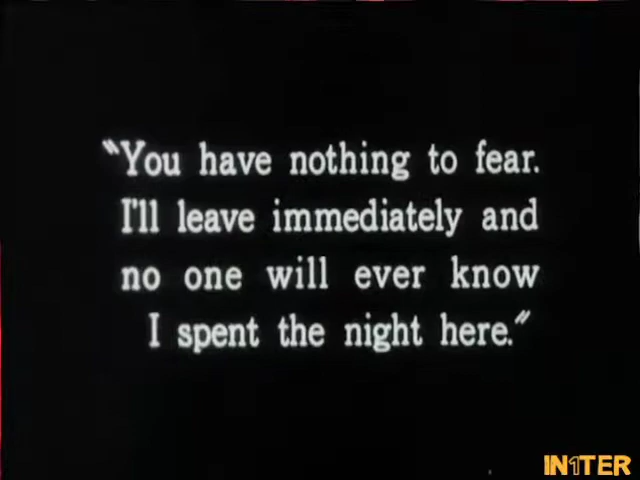 "You have nothing to fear.
I'll leave immediately and
no one will ever know
I spent the night here."
IN1TER